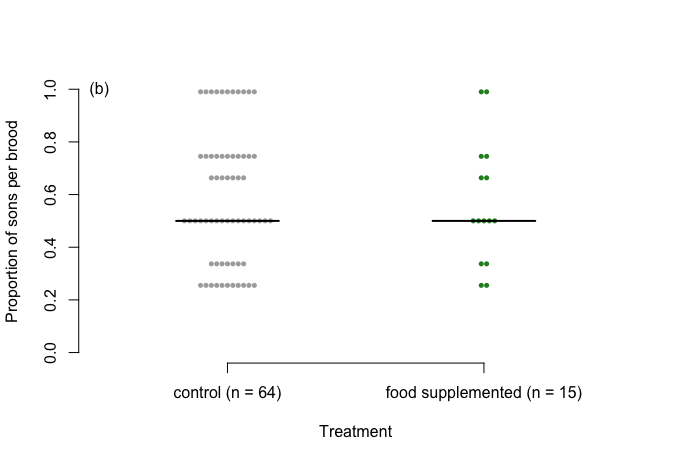 (b)
Proportion of sons per brood
1.0
0.8
0.6
0.4
0.2
0.0
control (n = 64)
food supplemented (n = 15)
Treatment